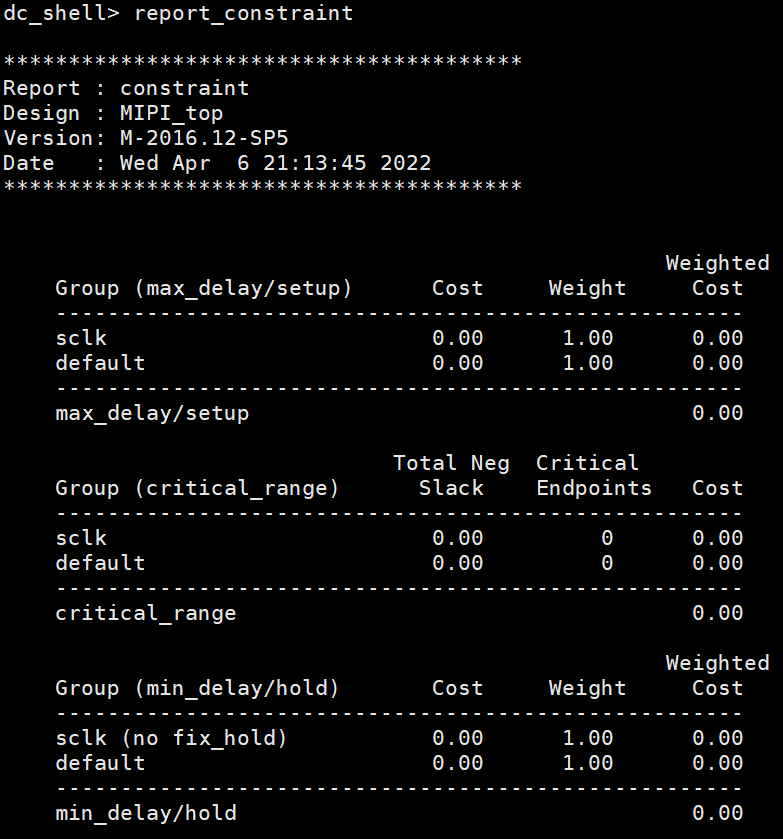 dc_shell> report_constraint
****************************************
Report : constraint
Design : MIPI_top
Version: M-2016.12-SP5
Date   : Wed Apr  6 21:13:45 2022
****************************************
                                               Weighted
    Group (max_delay/setup)      Cost     Weight     Cost
    -----------------------------------------------------
    sclk                         0.00      1.00      0.00
    default                      0.00      1.00      0.00
    -----------------------------------------------------
    max_delay/setup                                  0.00
                              Total Neg  Critical
    Group (critical_range)      Slack    Endpoints   Cost
    -----------------------------------------------------
    sclk                         0.00         0      0.00
    default                      0.00         0      0.00
    -----------------------------------------------------
    critical_range                                   0.00
                                                   Weighted
    Group (min_delay/hold)       Cost     Weight     Cost
    -----------------------------------------------------
    sclk (no fix_hold)           0.00      1.00      0.00
    default                      0.00      1.00      0.00
    -----------------------------------------------------
    min_delay/hold                                   0.00